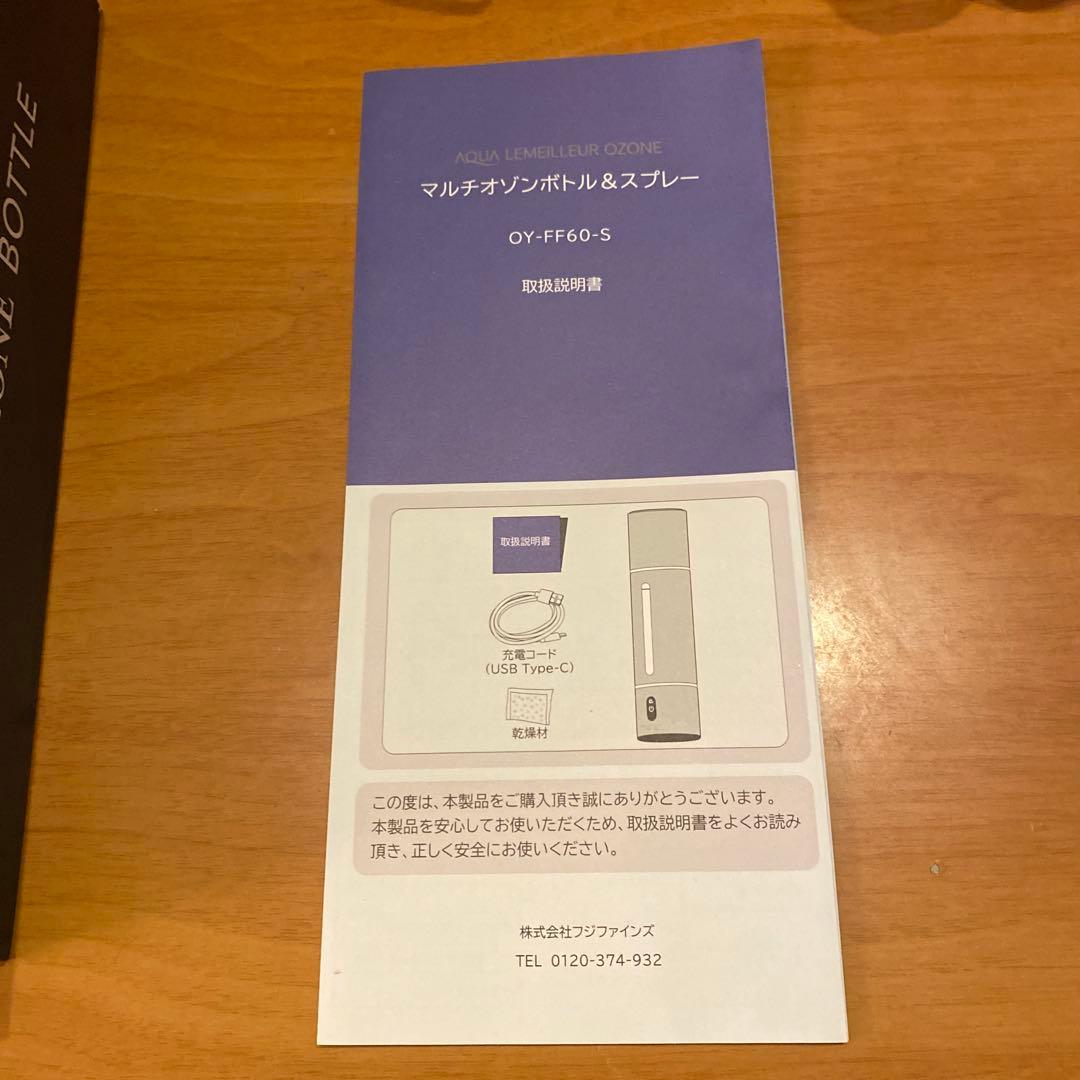 ONE BOTTLE
AQUA LEMEILLEUR OZONE
マルチオゾンボトル&スプレー
OY-FF60-S
取扱説明書
取扱説明書
充電コード
(USB Type-C)
乾燥材
この度は、本製品をご購入頂き誠にありがとうございます。
本製品を安心してお使いただくため、取扱説明書をよくお読み
頂き、正しく安全にお使いください。
株式会社フジファインズ
TEL 0120-374-932